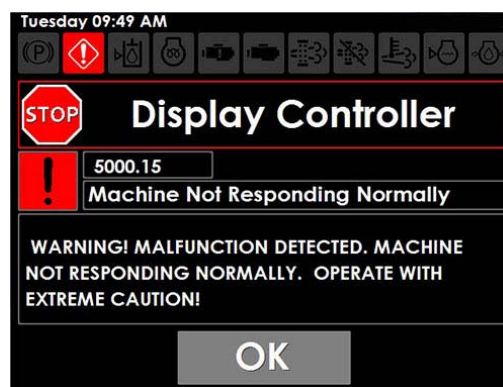 Tuesday 09:49 AM
(P)
STOP
Display Controller
5000.15
Machine Not Responding Normally
WARNING! MALFUNCTION DETECTED. MACHINE
NOT RESPONDING NORMALLY. OPERATE WITH
EXTREME CAUTION!
OK